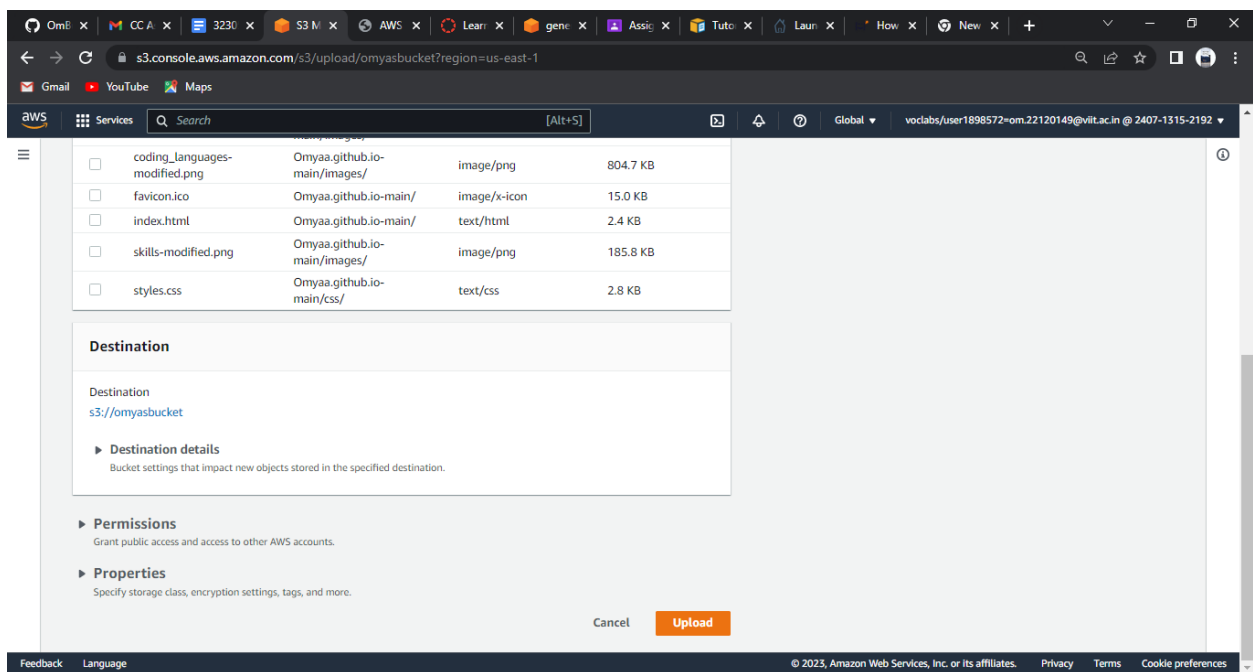 OmB
CC A
3230
S3 M
AWS
Learn
gene
Assig
Tuto
Laun
How
New
s3.console.aws.amazon.com/s3/upload/omyasbucket?region=us-east-1
Gmail
YouTube
Maps
aws
Services
Search
[Alt+S]
Global
voclabs/user1898572=om.22120149@viit.ac.in @ 2407-1315-2192
coding_languages-
modified.png
Omyaa.github.io-
main/images/
image/png
804.7 KB
favicon.ico
Omyaa.github.io-main/
image/x-icon
15.0 KB
index.html
Omyaa.github.io-main/
text/html
2.4 KB
skills-modified.png
Omyaa.github.io-
main/images/
image/png
185.8 KB
styles.css
Omyaa.github.io-
main/css/
text/css
2.8 KB
Destination
Destination
s3://omyasbucket
Destination details
Bucket settings that impact new objects stored in the specified destination.
Permissions
Grant public access and access to other AWS accounts.
Properties
Specify storage class, encryption settings, tags, and more.
Cancel
Upload
Feedback
Language
© 2023, Amazon Web Services, Inc. or its affiliates.
Privacy
Terms
Cookie preferences